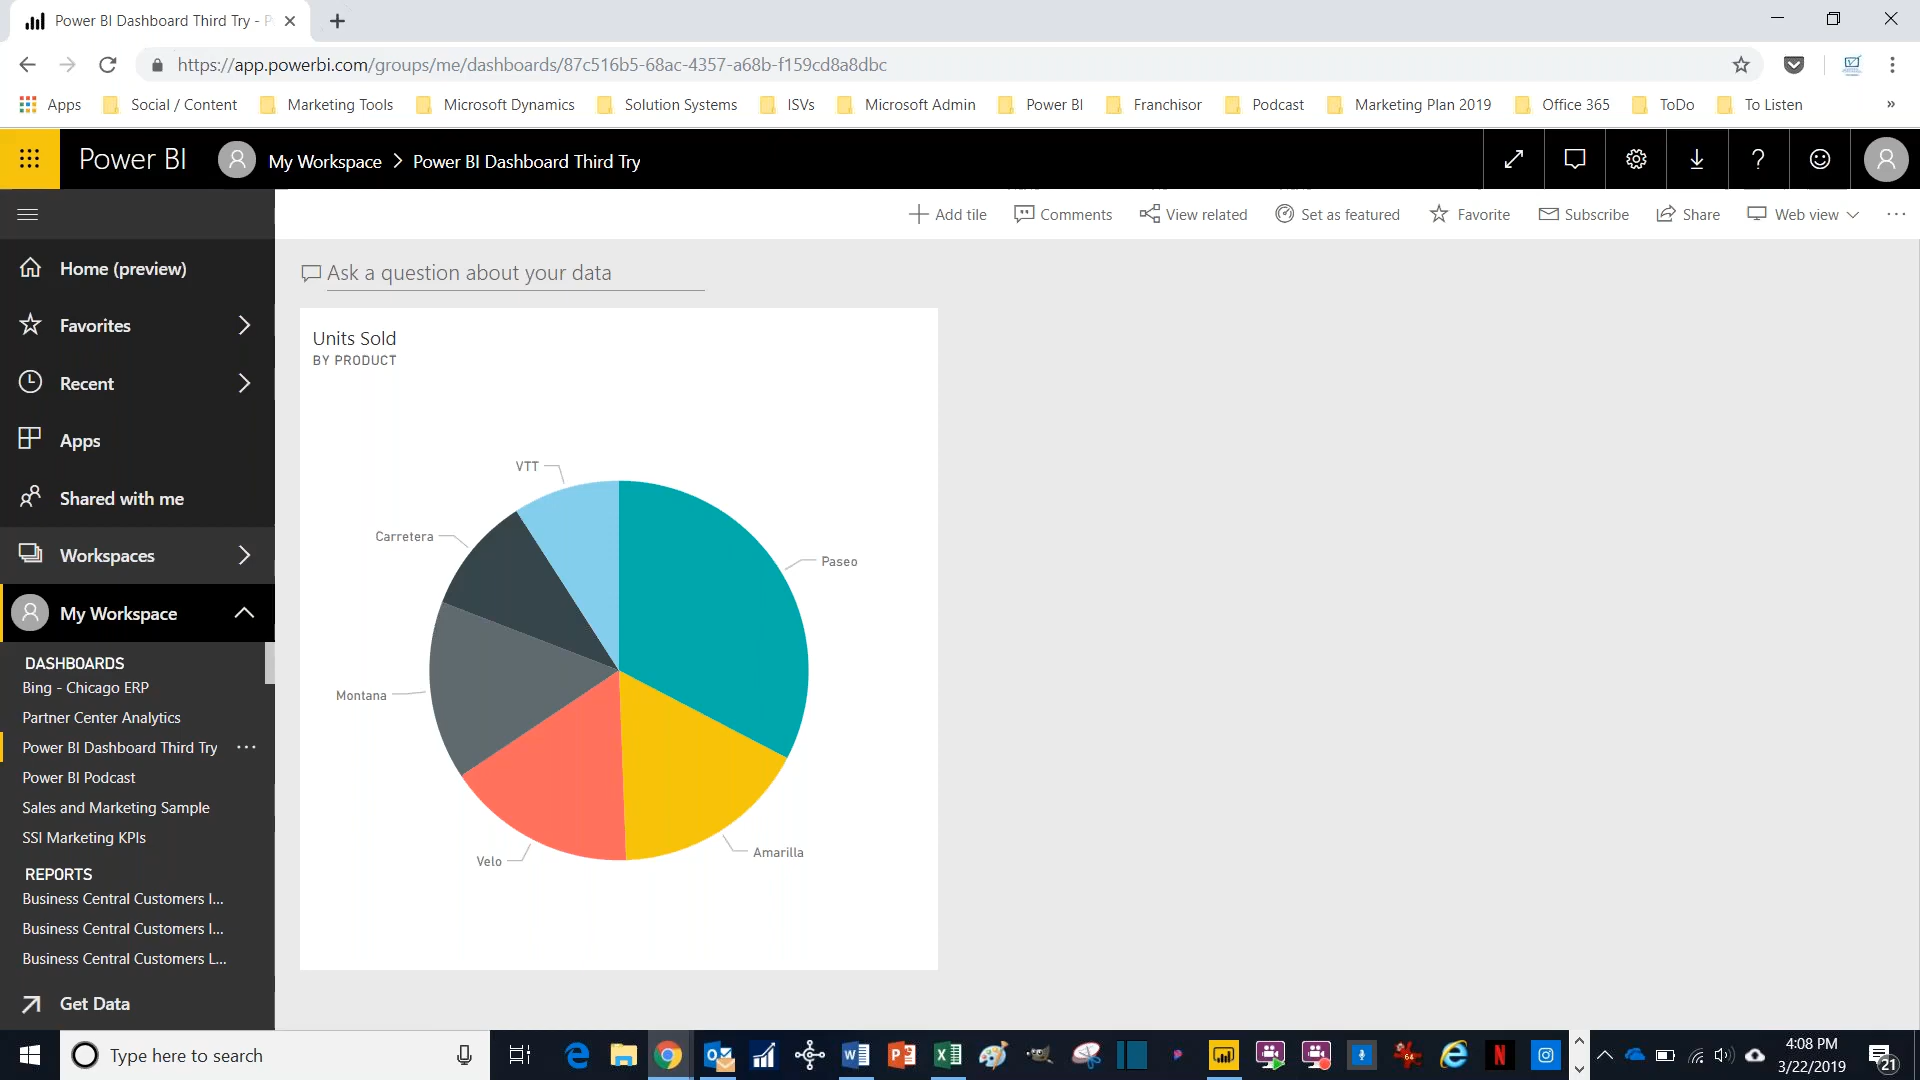 Power BI Dashboard Third Try - P
https://app.powerbi.com/groups/me/dashboards/87c516b5-68ac-4357-a68b-f159cd8a8dbc
Apps Social / Content Marketing Tools Microsoft Dynamics Solution Systems ISVs Microsoft Admin Power BI Franchisor Podcast Marketing Plan 2019 Office 365 ToDo To Listen »
Power BI My Workspace > Power BI Dashboard Third Try
Add tile Comments View related Set as featured Favorite Subscribe Share Web view ...
Home (preview)
Favorites
Recent
Apps
Shared with me
Workspaces
My Workspace
DASHBOARDS
Bing - Chicago ERP
Partner Center Analytics
Power BI Dashboard Third Try ...
Power BI Podcast
Sales and Marketing Sample
SSI Marketing KPIs
REPORTS
Business Central Customers I...
Business Central Customers I...
Business Central Customers L...
Get Data
Ask a question about your data
Units Sold
BY PRODUCT
VTT
Carretera
Paseo
Montana
Velo
Amarilla
Type here to search
64
4:08 PM
3/22/2019
21